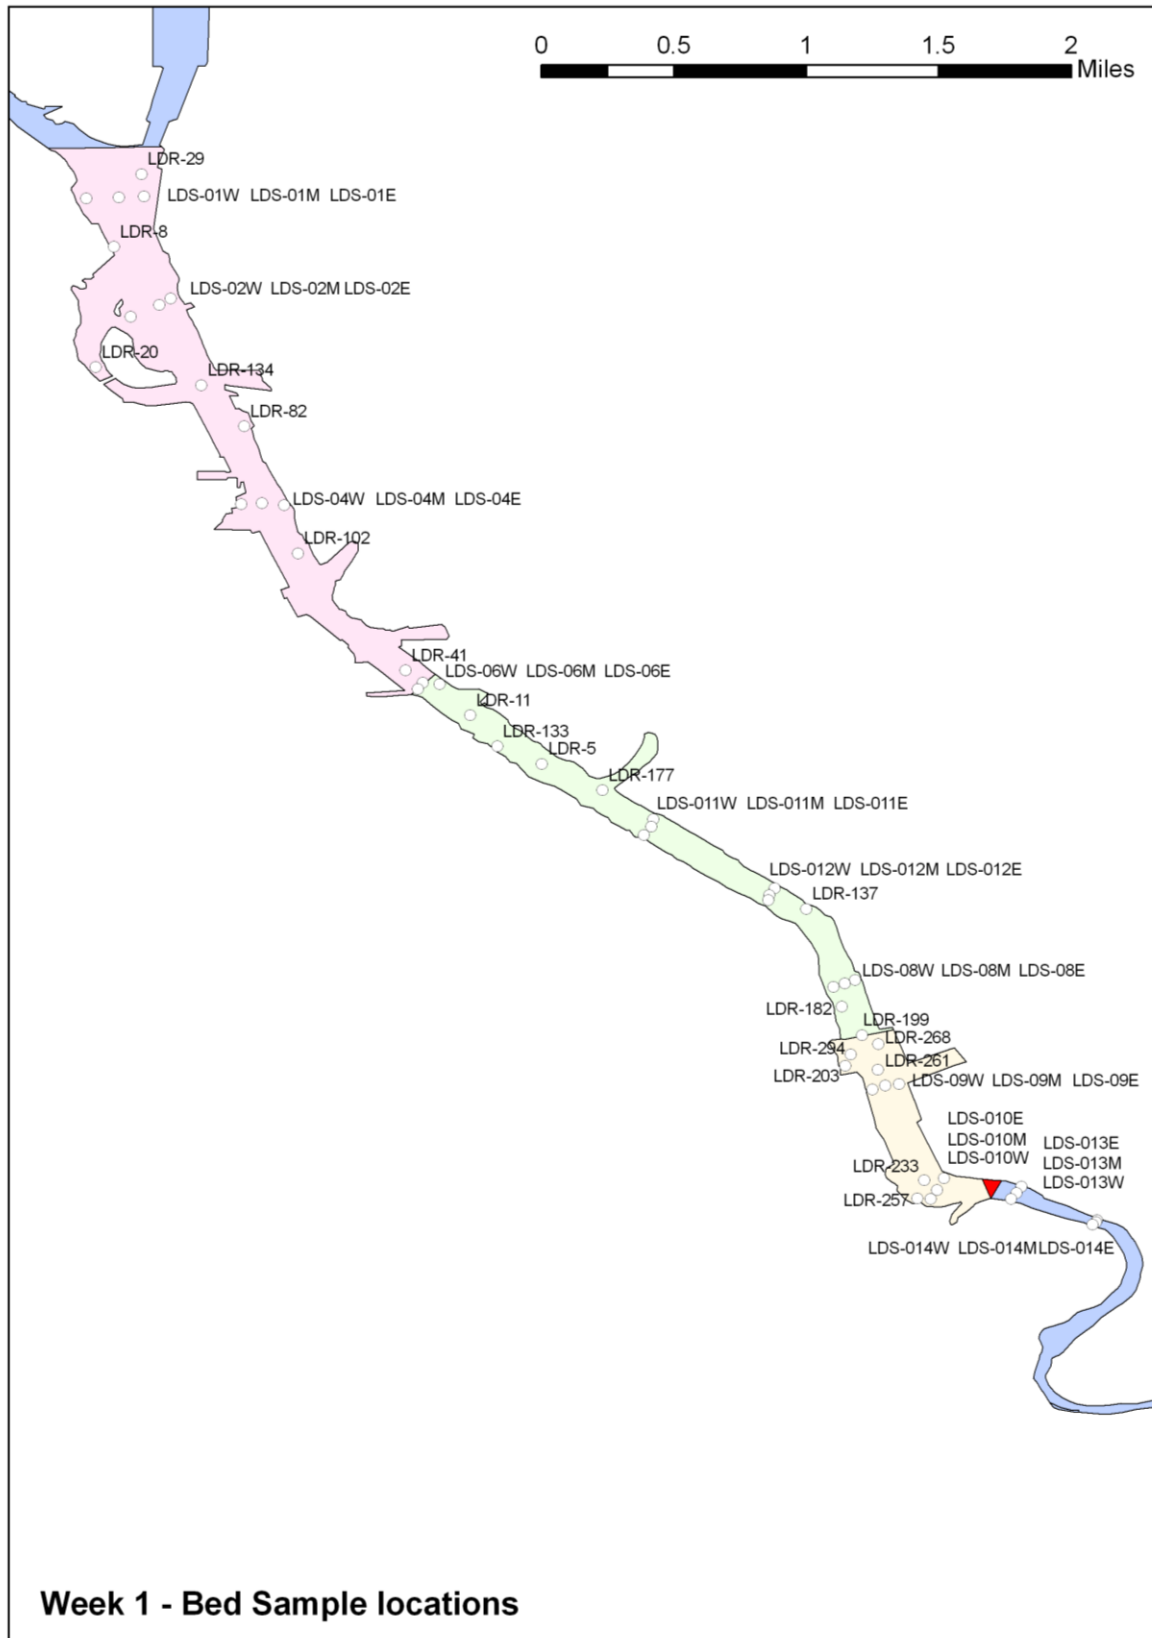 0 0.5 1 1.5 2
Miles
LDR-29
LDS-01W LDS-01M LDS-01E
LDR-8
LDS-02W LDS-02M LDS-02E
LDR-20
LDR-134
LDR-82
LDS-04W LDS-04M LDS-04E
LDR-102
LDR-41
LDS-06W LDS-06M LDS-06E
LDR-11
LDR-133
LDR-5
LDR-177
LDS-011W LDS-011M LDS-011E
LDS-012W LDS-012M LDS-012E
LDR-137
LDS-08W LDS-08M LDS-08E
LDR-182
LDR-199
LDR-268
LDR-294
LDR-261
LDR-203
LDS-09W LDS-09M LDS-09E
LDS-010E
LDS-010M
LDS-010W
LDS-013E
LDS-013M
LDS-013W
LDR-233
LDR-257
LDS-014W LDS-014M LDS-014E
Week 1 - Bed Sample locations